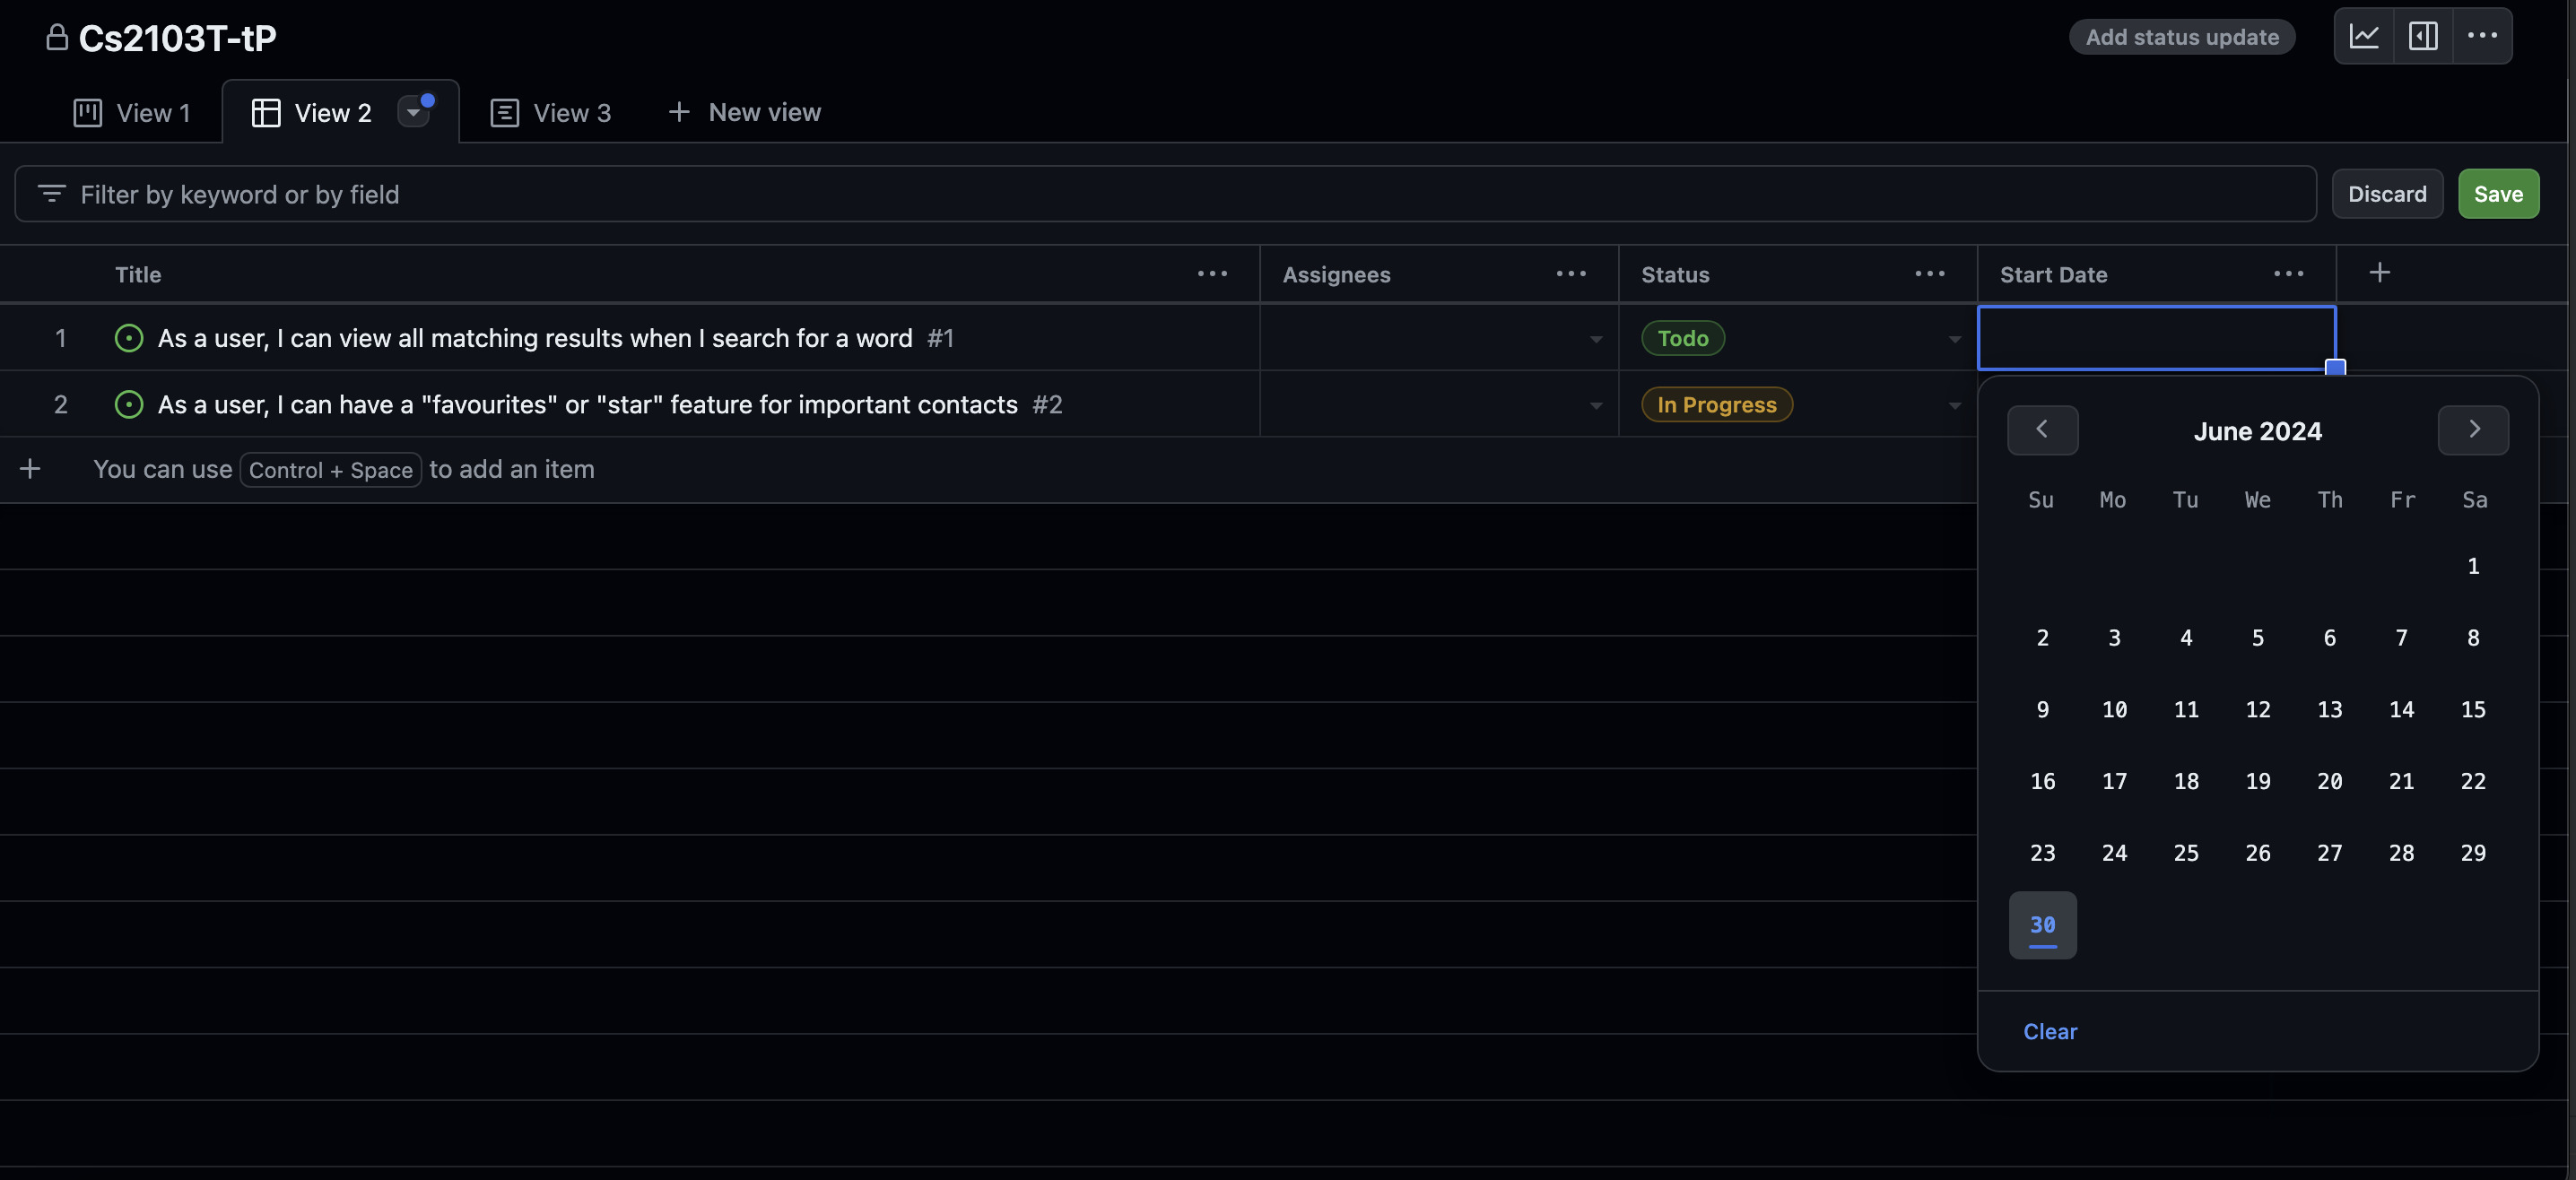 Cs2103T-tP
Add status update
View 1
View 2
View 3
New view
Filter by keyword or by field
Discard
Save
Title
Assignees
Status
Start Date
1 As a user, I can view all matching results when I search for a word #1
Todo
2 As a user, I can have a "favourites" or "star" feature for important contacts #2
In Progress
You can use Control + Space to add an item
June 2024
Su Mo Tu We Th Fr Sa
1
2 3 4 5 6 7 8
9 10 11 12 13 14 15
16 17 18 19 20 21 22
23 24 25 26 27 28 29
30
Clear